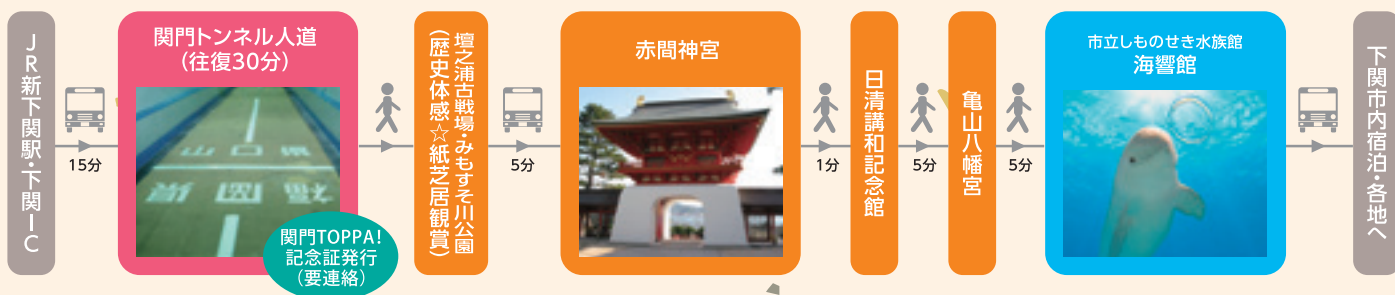 JR新下関駅・下関IC
15分
関門トンネル人道
(往復30分)
関門TOPPA!
記念証発行
(要連絡)
壇之浦古戦場・みもすそ川公園
(歴史体感☆紙芝居観賞)
5分
赤間神宮
1分
日清講和記念館
5分
亀山八幡宮
5分
市立しものせき水族館
海響館
下関市内宿泊・各地へ